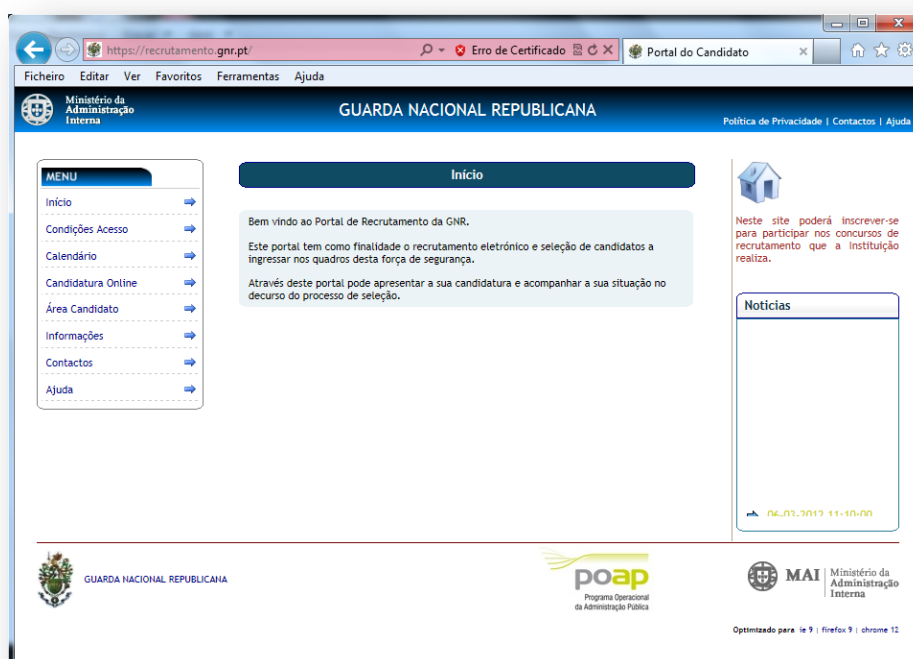 https://recrutamento.gnr.pt/
Erro de Certificado
Portal do Candidato
Ficheiro Editar Ver Favoritos Ferramentas Ajuda
Ministério da
Administração
Interna
GUARDA NACIONAL REPUBLICANA
Política de Privacidade | Contactos | Ajuda
MENU
Início
Condições Acesso
Calendário
Candidatura Online
Área Candidato
Informações
Contactos
Ajuda
Início
Bem vindo ao Portal de Recrutamento da GNR.
Este portal tem como finalidade o recrutamento eletrónico e seleção de candidatos a
ingressar nos quadros desta força de segurança.
Através deste portal pode apresentar a sua candidatura e acompanhar a sua situação no
decurso do processo de seleção.
Neste site poderá inscrever-se
para participar nos concursos de
recrutamento que a Instituição
realiza.
Noticias
06-02-2012 11:10:00
GUARDA NACIONAL REPUBLICANA
poap
Programa Operacional
da Administração Pública
MAI
Ministério da
Administração
Interna
Optimizado para ie 9 | firefox 9 | chrome 12